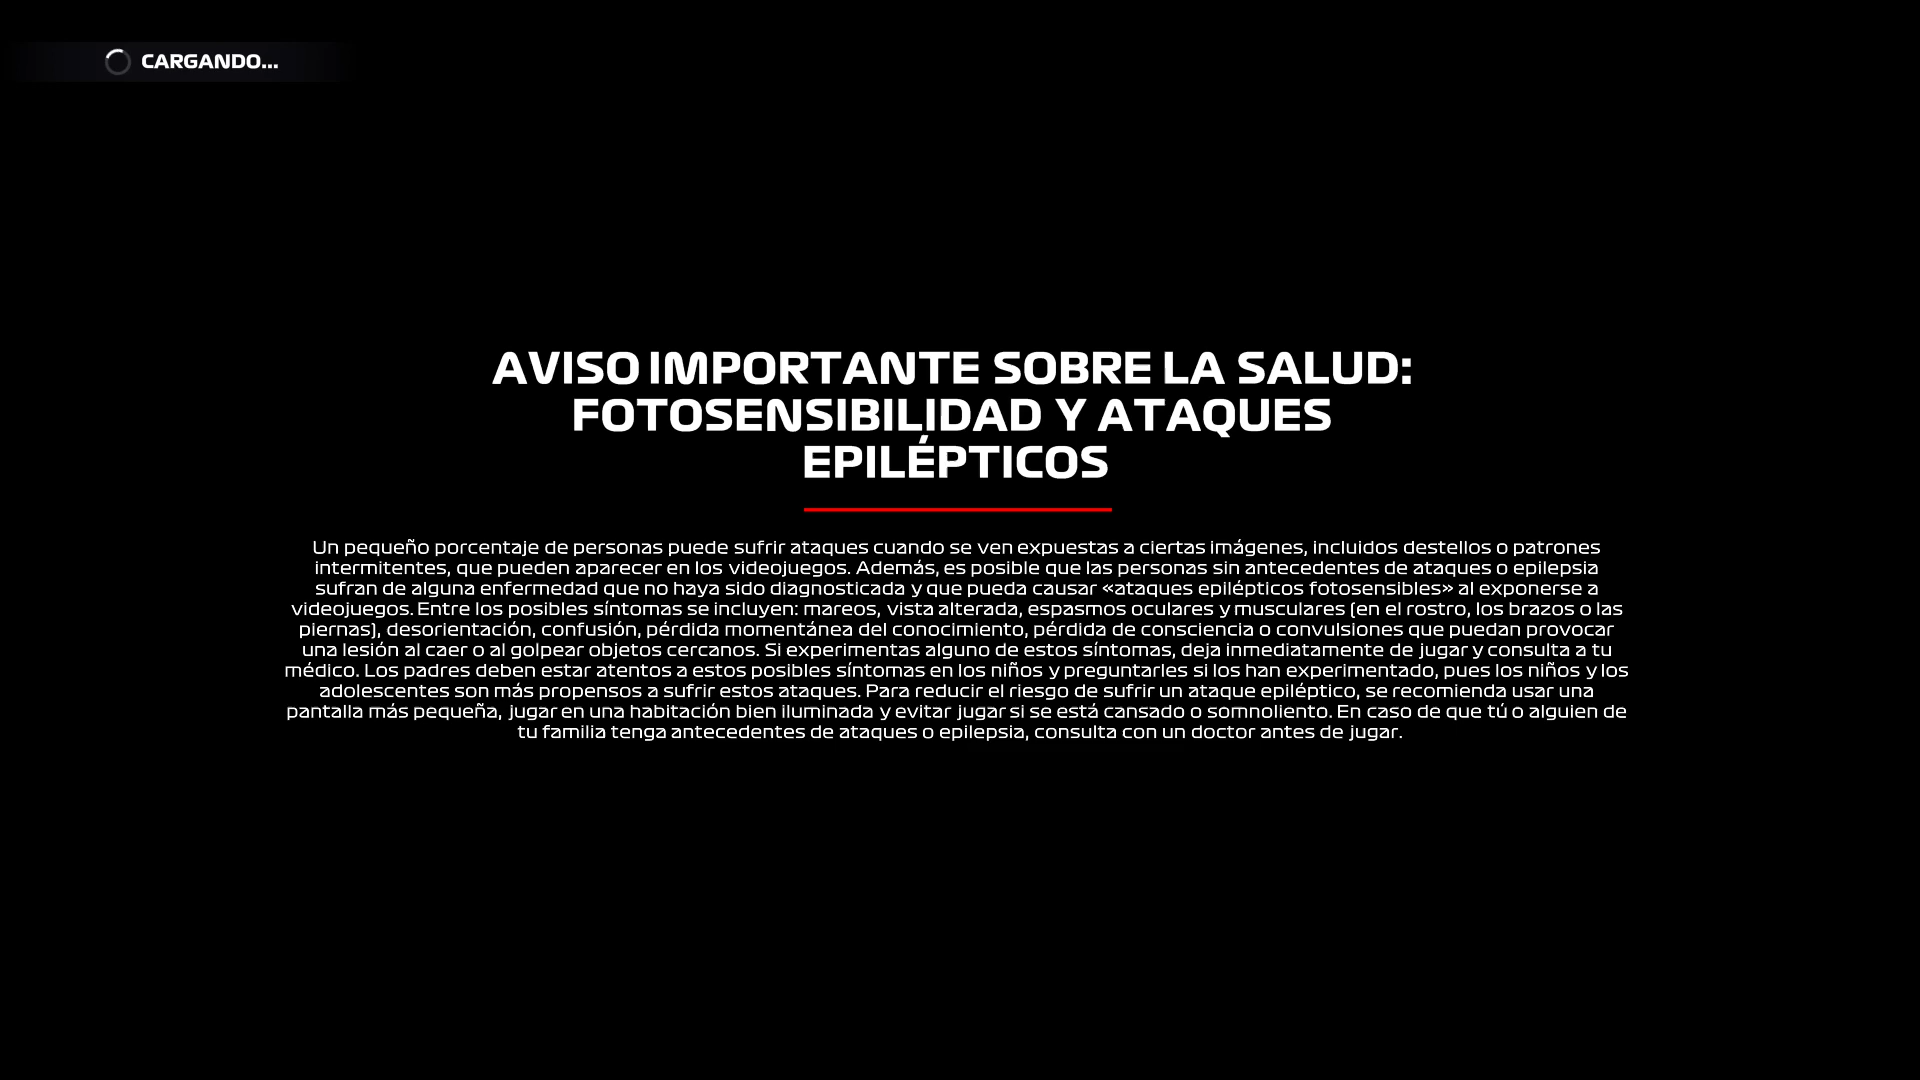 CARGANDO...
AVISO IMPORTANTE SOBRE LA SALUD:
FOTOSENSIBILIDAD Y ATAQUES
EPILÉPTICOS
Un pequeño porcentaje de personas puede sufrir ataques cuando se ven expuestas a ciertas imágenes, incluidos destellos o patrones
intermitentes, que pueden aparecer en los videojuegos. Además, es posible que las personas sin antecedentes de ataques o epilepsia
sufran de alguna enfermedad que no haya sido diagnosticada y que pueda causar «ataques epilépticos fotosensibles» al exponerse a
videojuegos. Entre los posibles síntomas se incluyen: mareos, vista alterada, espasmos oculares y musculares (en el rostro, los brazos o las
piernas), desorientación, confusión, pérdida momentánea del conocimiento, pérdida de consciencia o convulsiones que puedan provocar
una lesión al caer o al golpear objetos cercanos. Si experimentas alguno de estos síntomas, deja inmediatamente de jugar y consulta a tu
médico. Los padres deben estar atentos a estos posibles síntomas en los niños y preguntarles si los han experimentado, pues los niños y los
adolescentes son más propensos a sufrir estos ataques. Para reducir el riesgo de sufrir un ataque epiléptico, se recomienda usar una
pantalla más pequeña, jugar en una habitación bien iluminada y evitar jugar si se está cansado o somnoliento. En caso de que tú o alguien de
tu familia tenga antecedentes de ataques o epilepsia, consulta con un doctor antes de jugar.